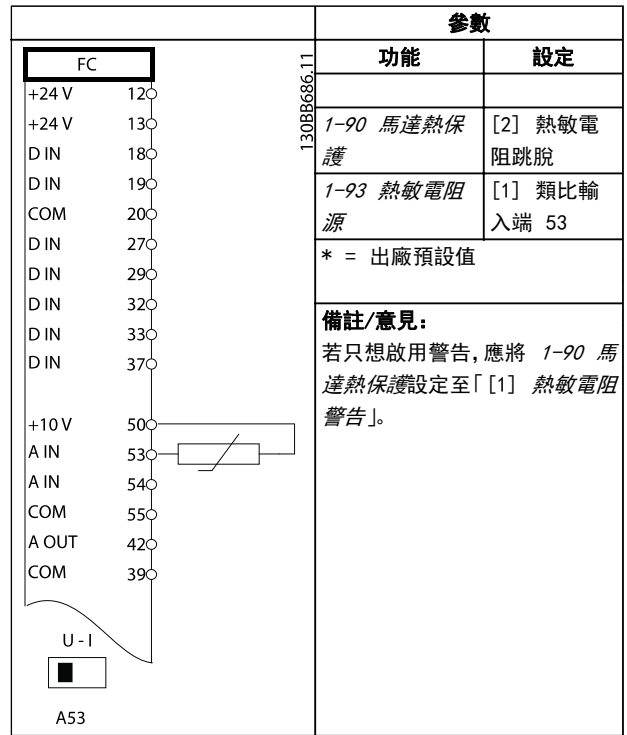 參數
功能 設定
1-90 馬達熱保
護
[2] 熱敏電
阻跳脫
1-93 熱敏電阻
源
[1] 類比輸
入端 53
* = 出廠預設值
備註/意見：
若只想啟用警告，應將 1-90 馬
達熱保護設定至「[1] 熱敏電阻
警告」。
FC
+24 V 12
+24 V 13
D IN 18
D IN 19
COM 20
D IN 27
D IN 29
D IN 32
D IN 33
D IN 37
+10 V 50
A IN 53
A IN 54
COM 55
A OUT 42
COM 39
U - I
A53
130BB686.11